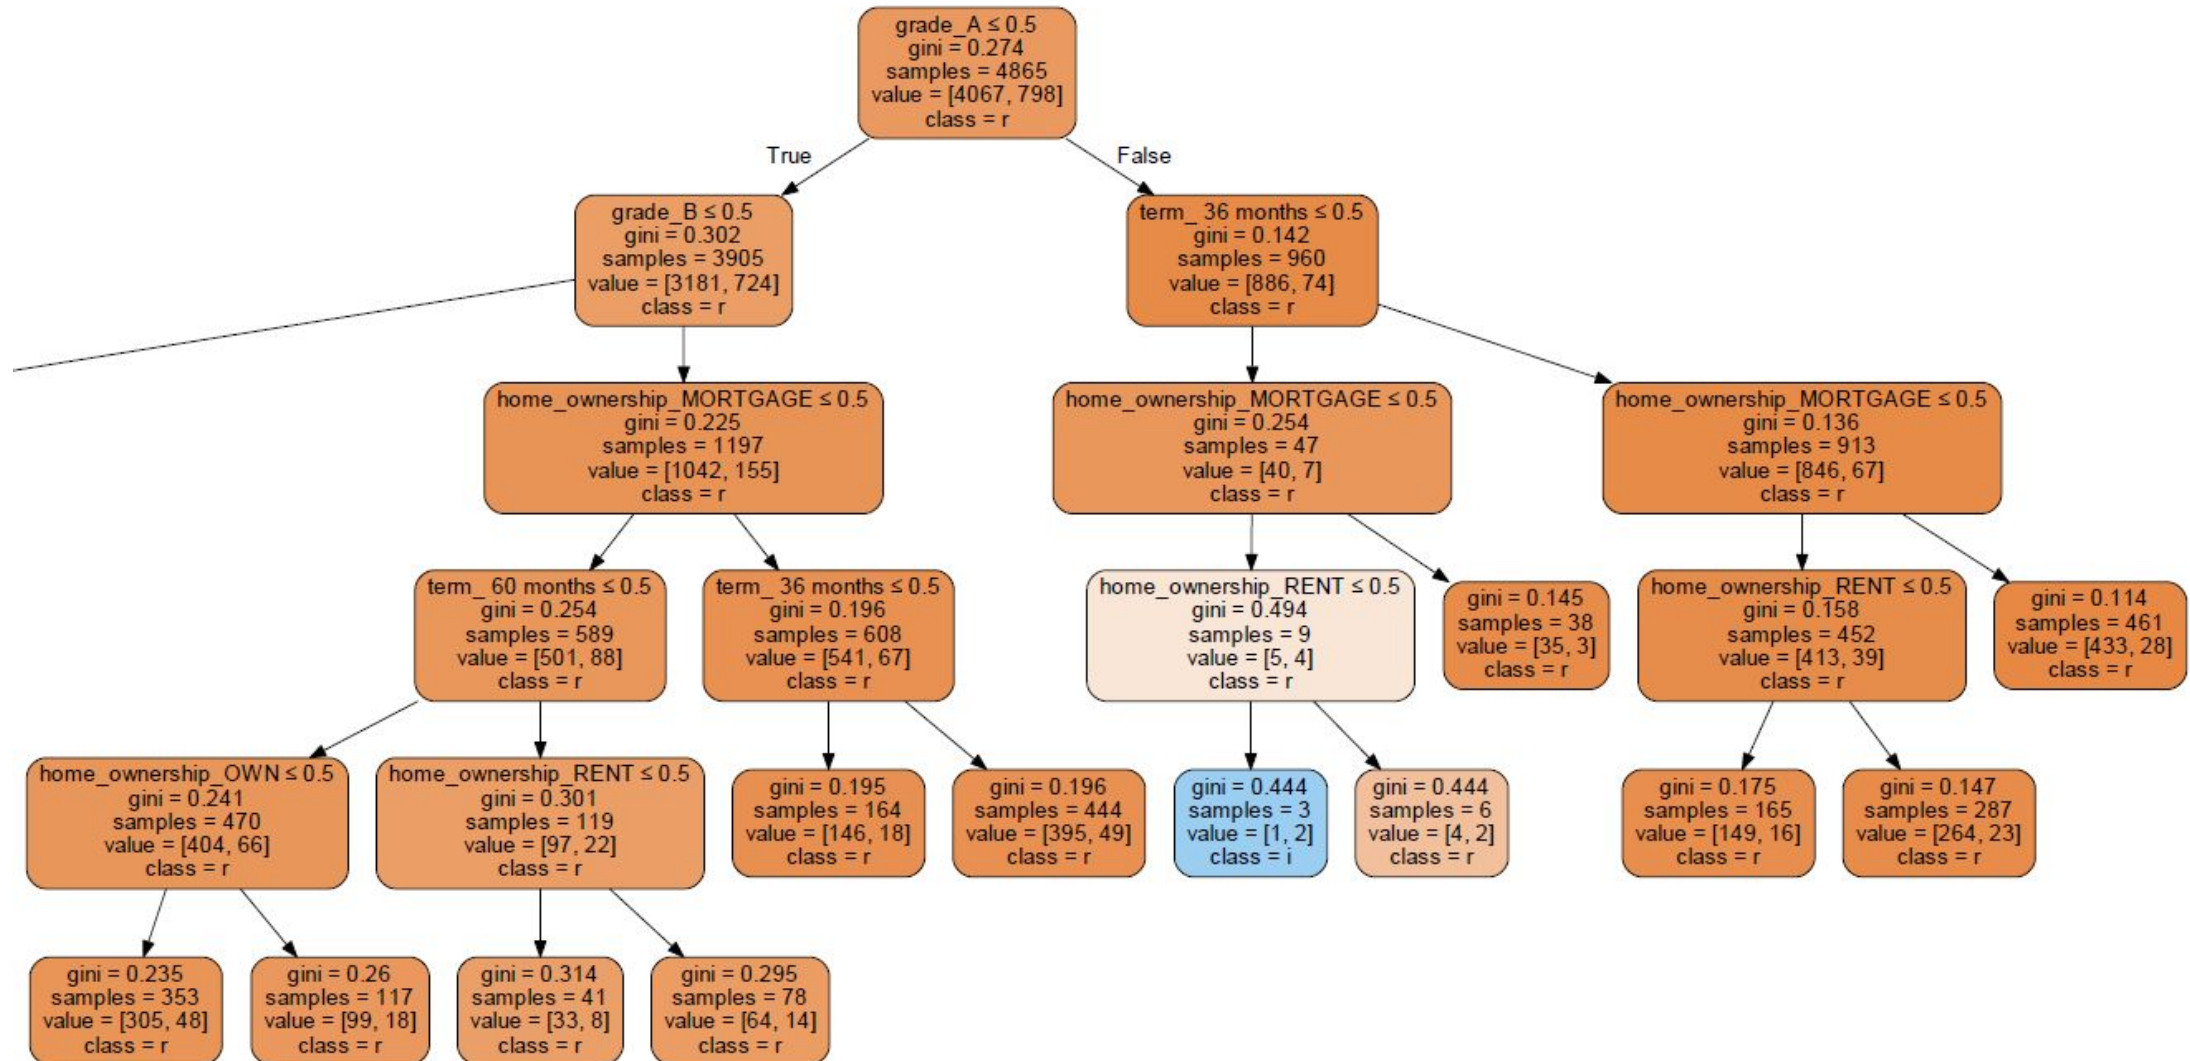 grade_A ≤ 0.5
gini = 0.274
samples = 4865
value = [4067, 798]
class = r
True
False
grade_B ≤ 0.5
gini = 0.302
samples = 3905
value = [3181, 724]
class = r
term_ 36 months ≤ 0.5
gini = 0.142
samples = 960
value = [886, 74]
class = r
home_ownership_MORTGAGE ≤ 0.5
gini = 0.225
samples = 1197
value = [1042, 155]
class = r
home_ownership_MORTGAGE ≤ 0.5
gini = 0.254
samples = 47
value = [40, 7]
class = r
home_ownership_MORTGAGE ≤ 0.5
gini = 0.136
samples = 913
value = [846, 67]
class = r
term_ 60 months ≤ 0.5
gini = 0.254
samples = 589
value = [501, 88]
class = r
term_ 36 months ≤ 0.5
gini = 0.196
samples = 608
value = [541, 67]
class = r
home_ownership_RENT ≤ 0.5
gini = 0.494
samples = 9
value = [5, 4]
class = r
gini = 0.145
samples = 38
value = [35, 3]
class = r
home_ownership_RENT ≤ 0.5
gini = 0.158
samples = 452
value = [413, 39]
class = r
gini = 0.114
samples = 461
value = [433, 28]
class = r
home_ownership_OWN ≤ 0.5
gini = 0.241
samples = 470
value = [404, 66]
class = r
home_ownership_RENT ≤ 0.5
gini = 0.301
samples = 119
value = [97, 22]
class = r
gini = 0.195
samples = 164
value = [146, 18]
class = r
gini = 0.196
samples = 444
value = [395, 49]
class = r
gini = 0.444
samples = 3
value = [1, 2]
class = i
gini = 0.444
samples = 6
value = [4, 2]
class = r
gini = 0.175
samples = 165
value = [149, 16]
class = r
gini = 0.147
samples = 287
value = [264, 23]
class = r
gini = 0.235
samples = 353
value = [305, 48]
class = r
gini = 0.26
samples = 117
value = [99, 18]
class = r
gini = 0.314
samples = 41
value = [33, 8]
class = r
gini = 0.295
samples = 78
value = [64, 14]
class = r